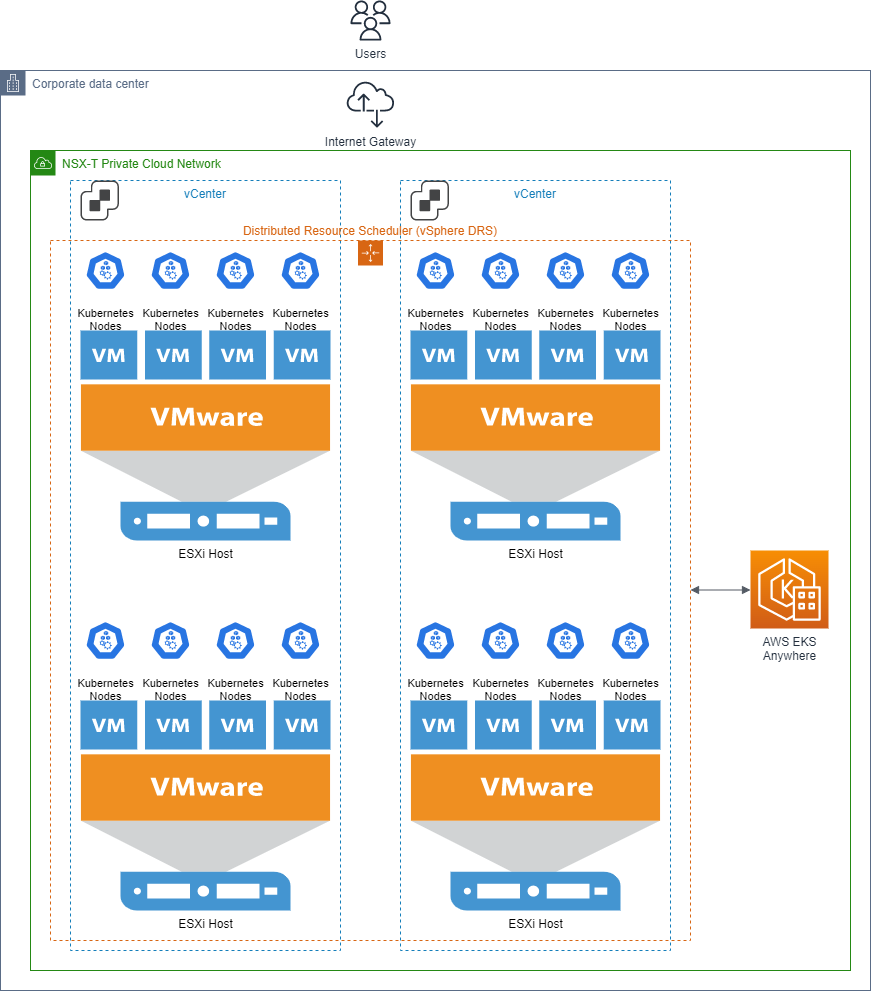 Users
Corporate data center
Internet Gateway
NSX-T Private Cloud Network
vCenter
vCenter
Distributed Resource Scheduler (vSphere DRS)
Kubernetes Kubernetes Kubernetes Kubernetes
Nodes Nodes Nodes Nodes
VM VM VM VM
VMware
ESXi Host
Kubernetes Kubernetes Kubernetes Kubernetes
Nodes Nodes Nodes Nodes
VM VM VM VM
VMware
ESXi Host
Kubernetes Kubernetes Kubernetes Kubernetes
Nodes Nodes Nodes Nodes
VM VM VM VM
VMware
ESXi Host
Kubernetes Kubernetes Kubernetes Kubernetes
Nodes Nodes Nodes Nodes
VM VM VM VM
VMware
ESXi Host
K
AWS EKS
Anywhere